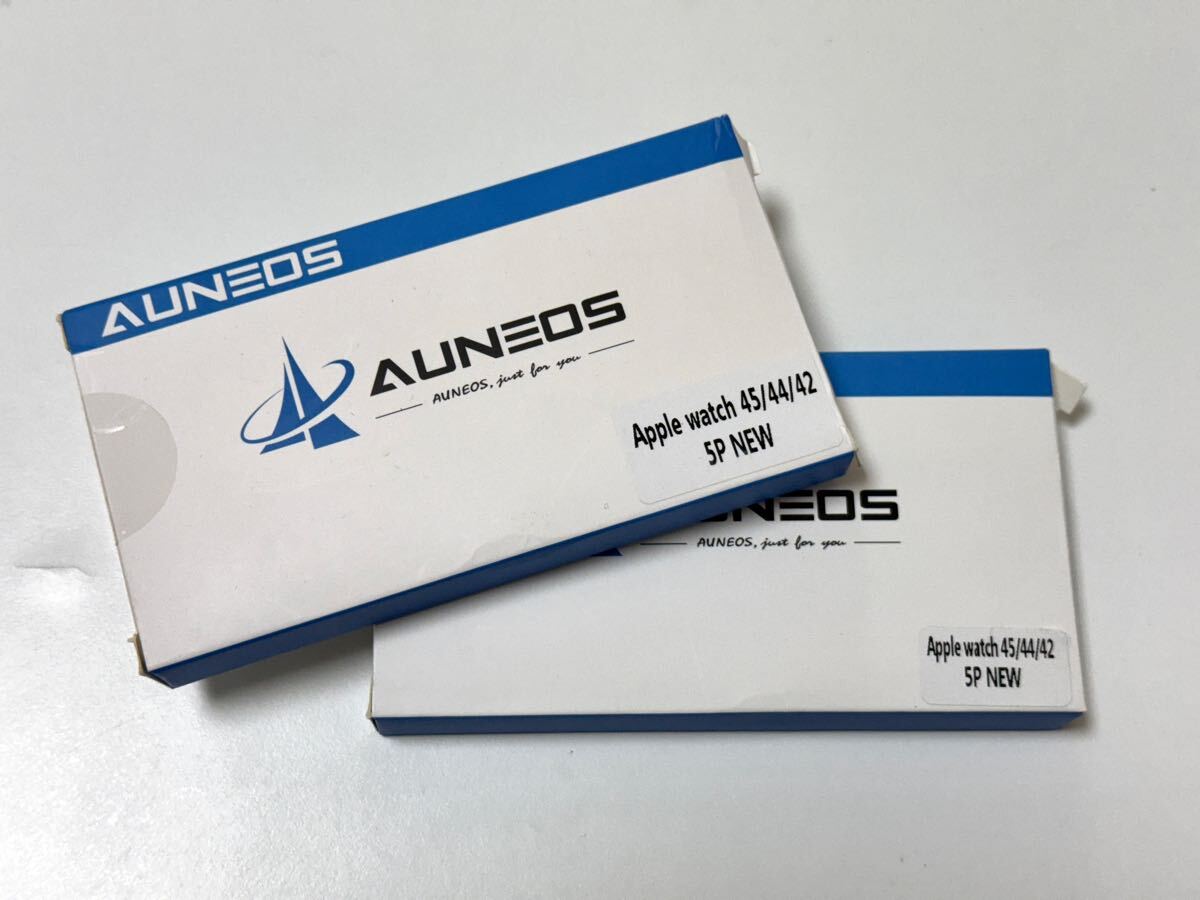 AUNEOS
AUNEOS
AUNEOS, just for you
Apple watch 45/44/42
5P NEW
AUNEOS, just for you
Apple watch 45/44/42
5P NEW